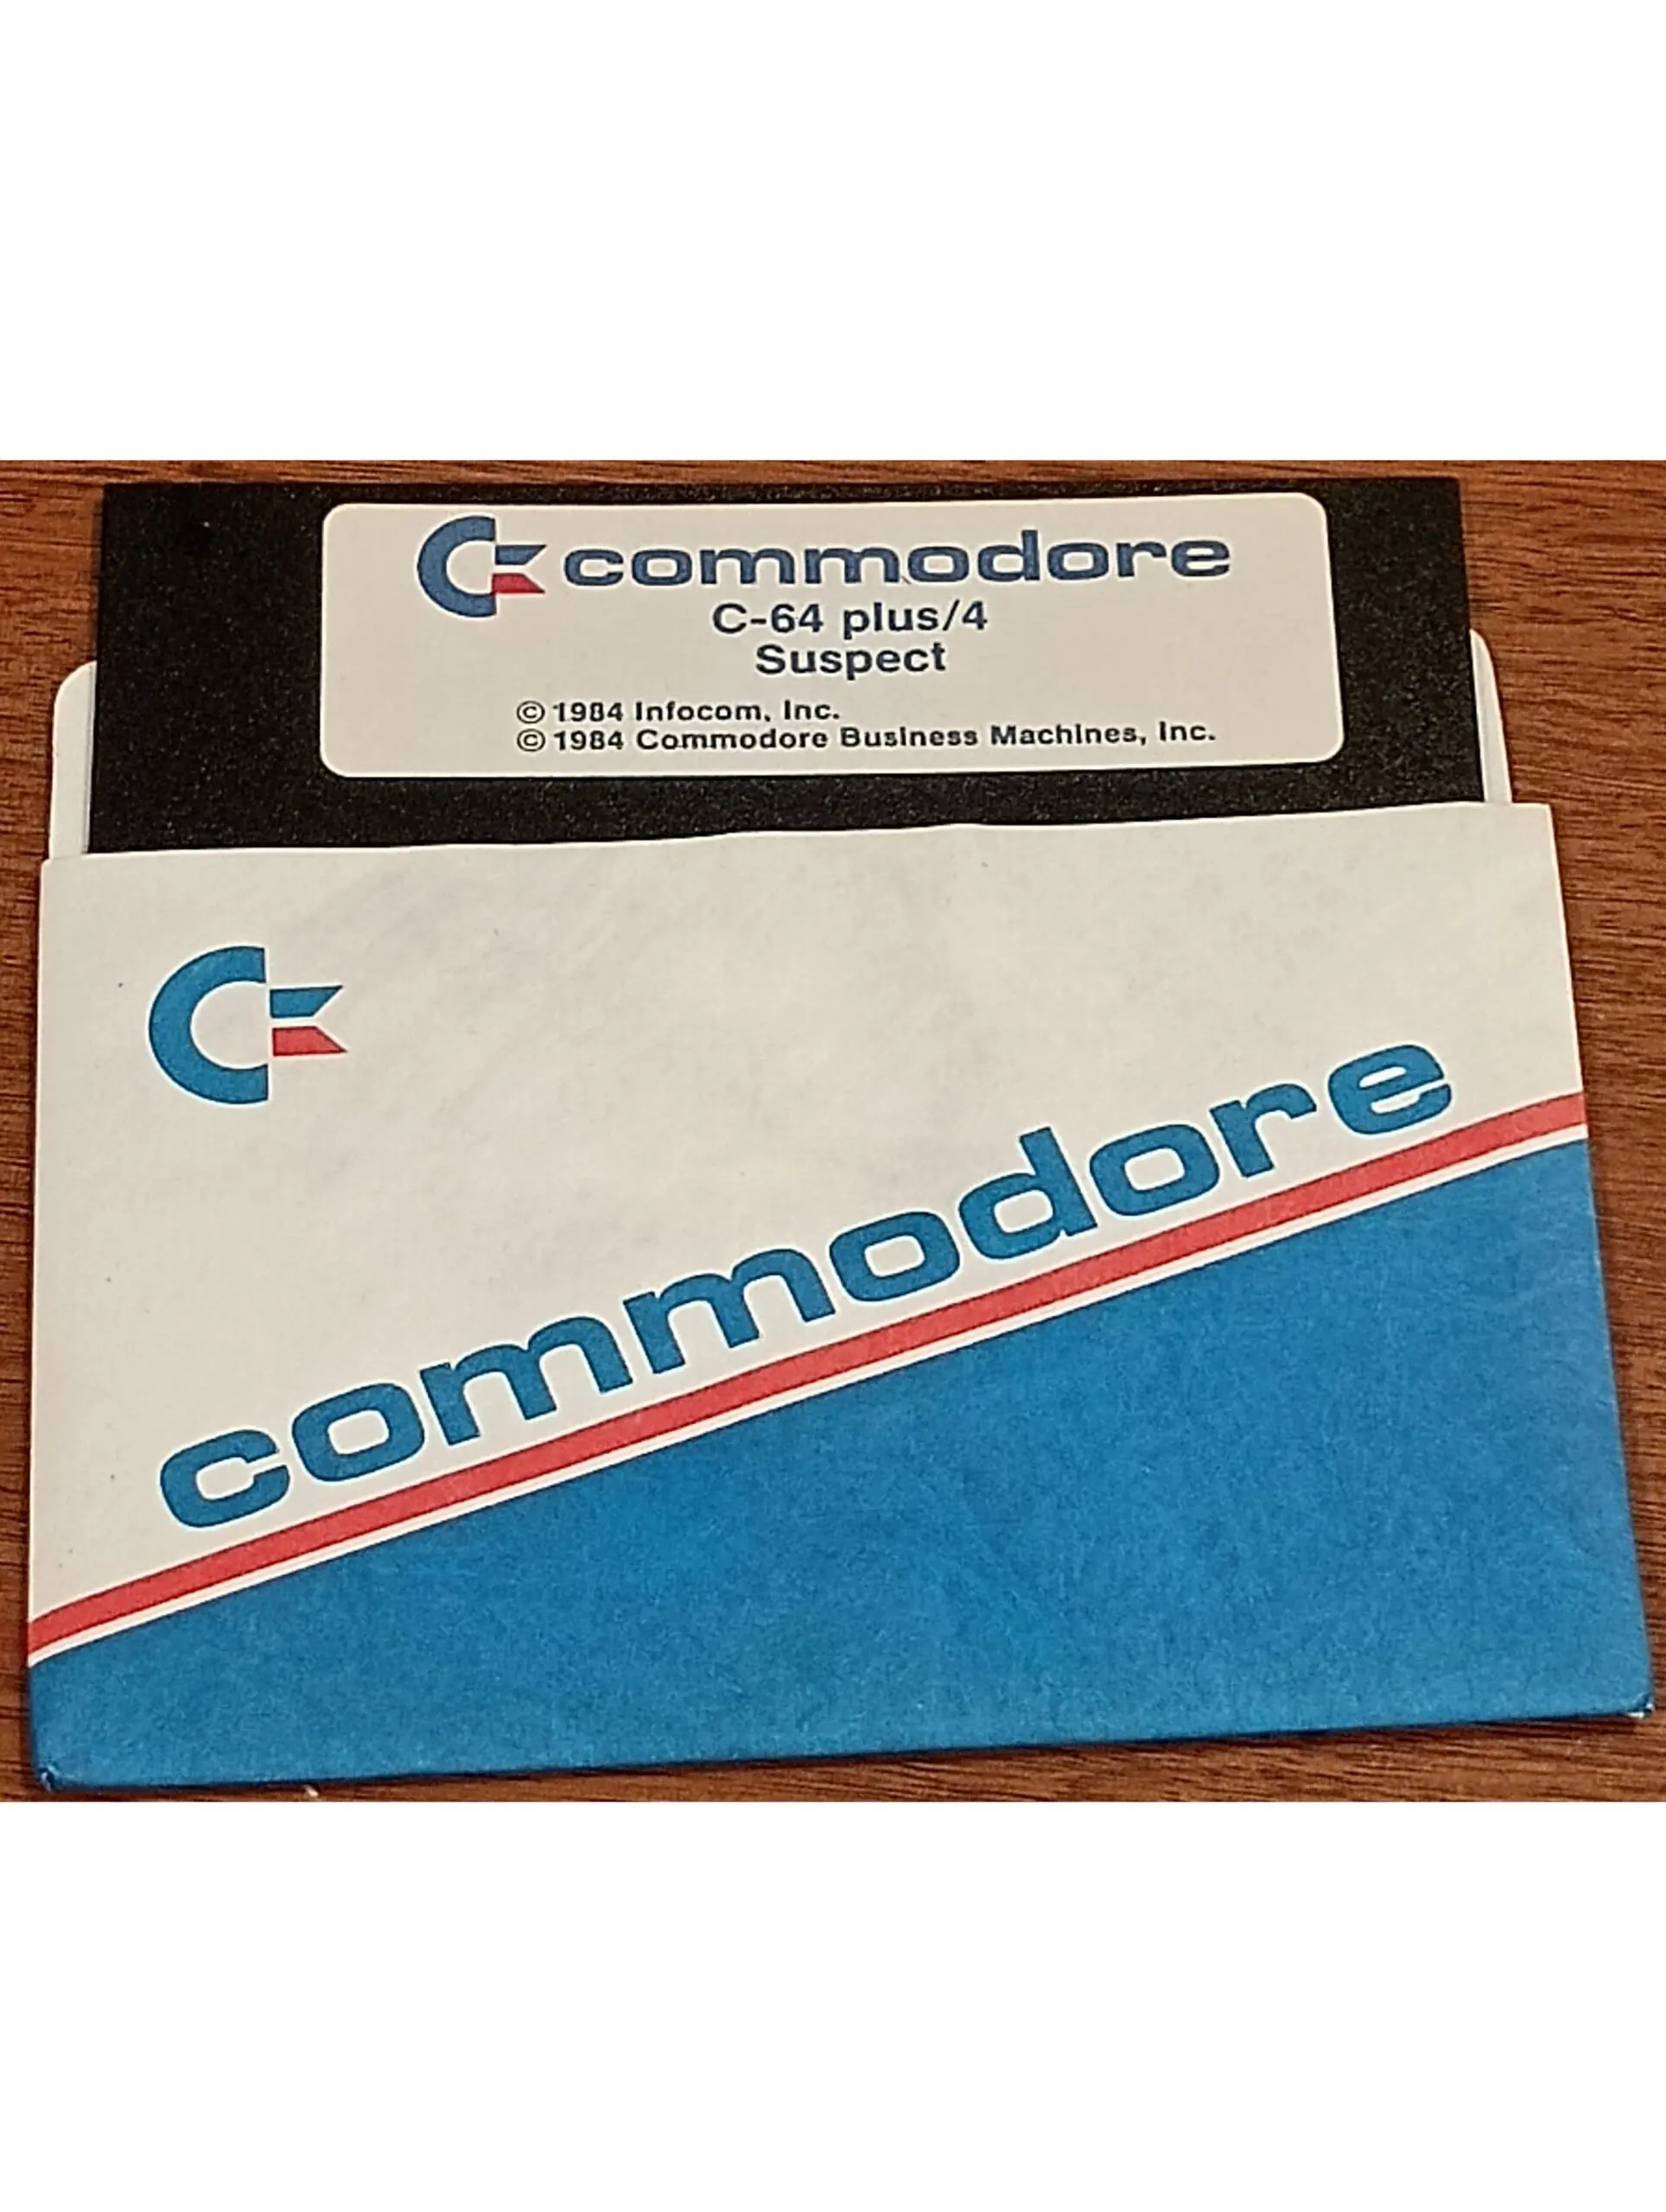 commodore
C-64 plus/4
Suspect
©1984 Infocom, Inc.
©1984 Commodore Business Machines, Inc.
commodore